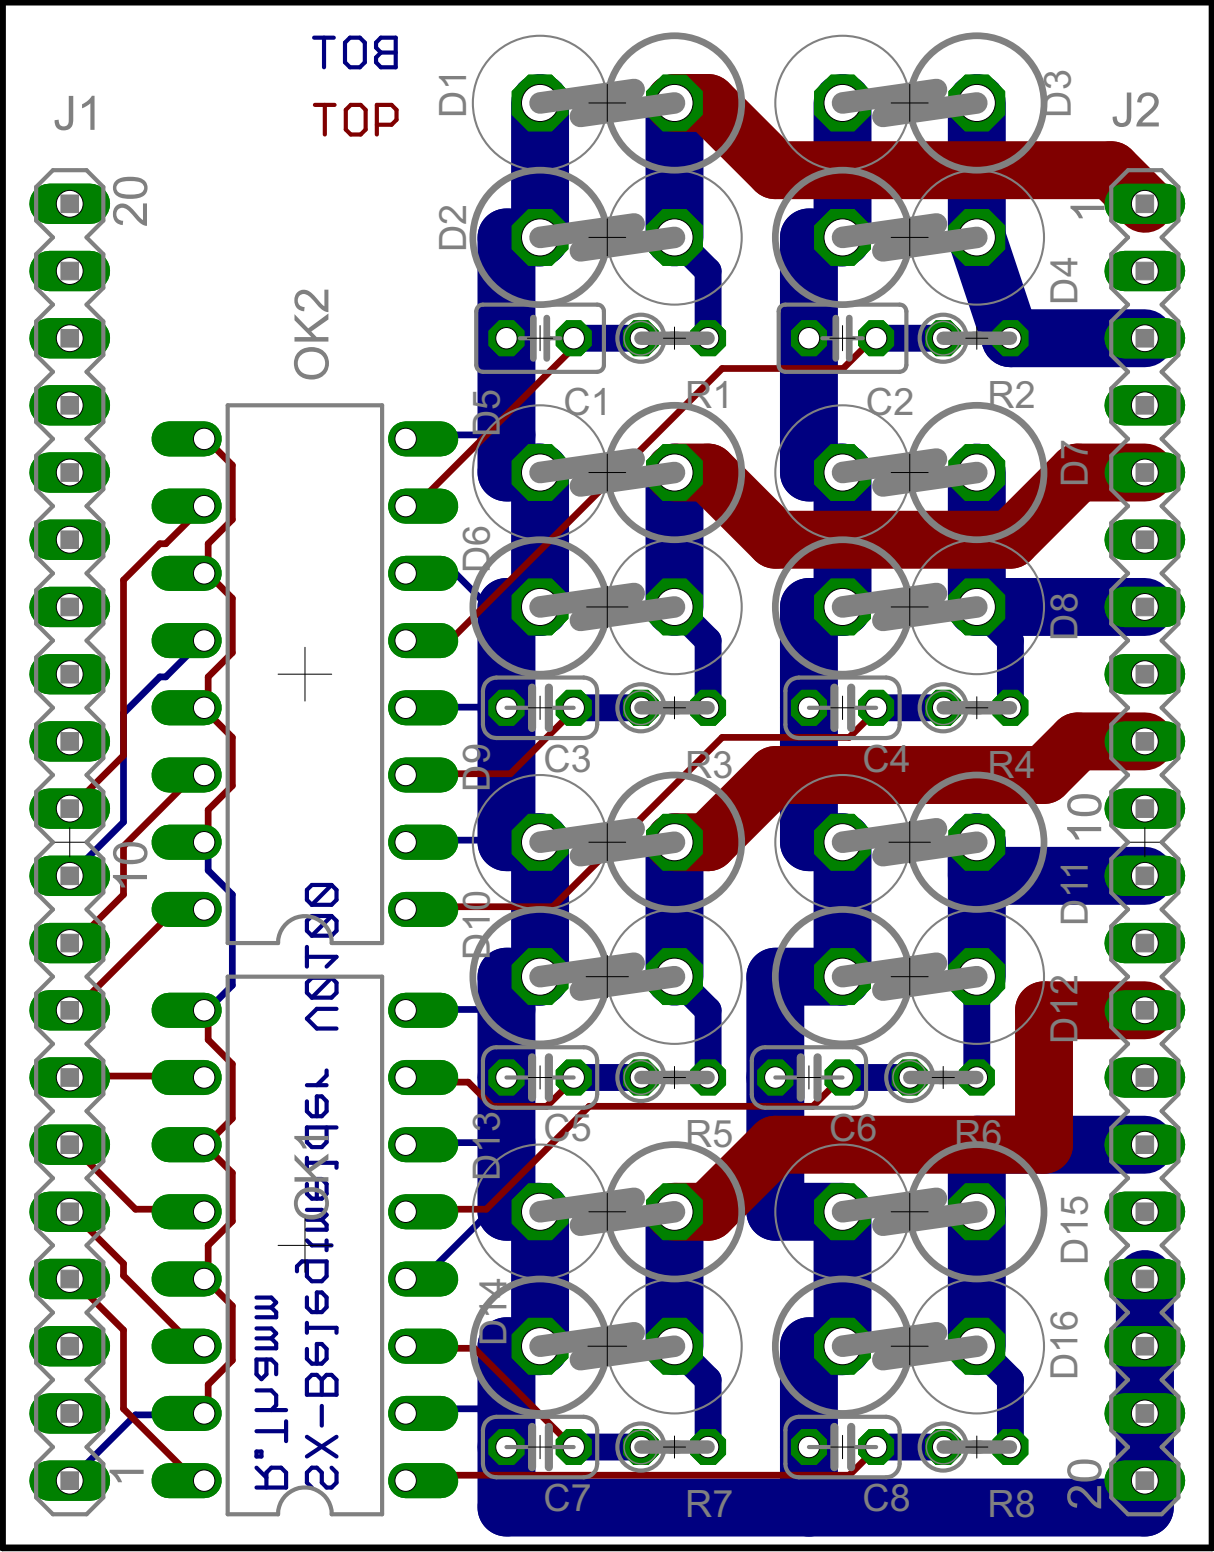 BOT
TOP
J1
J2
D1
D3
20
1
D2
D4
OK2
D5
C1
R1
C2
R2
D7
D6
D8
D9
C3
R3
C4
R4
10
10
D10
D11
D12
OK1
D13
C5
R5
C6
R6
D14
D15
D16
R.Thamm
SX-Belegtmelder V0100
1
20
C7
R7
C8
R8